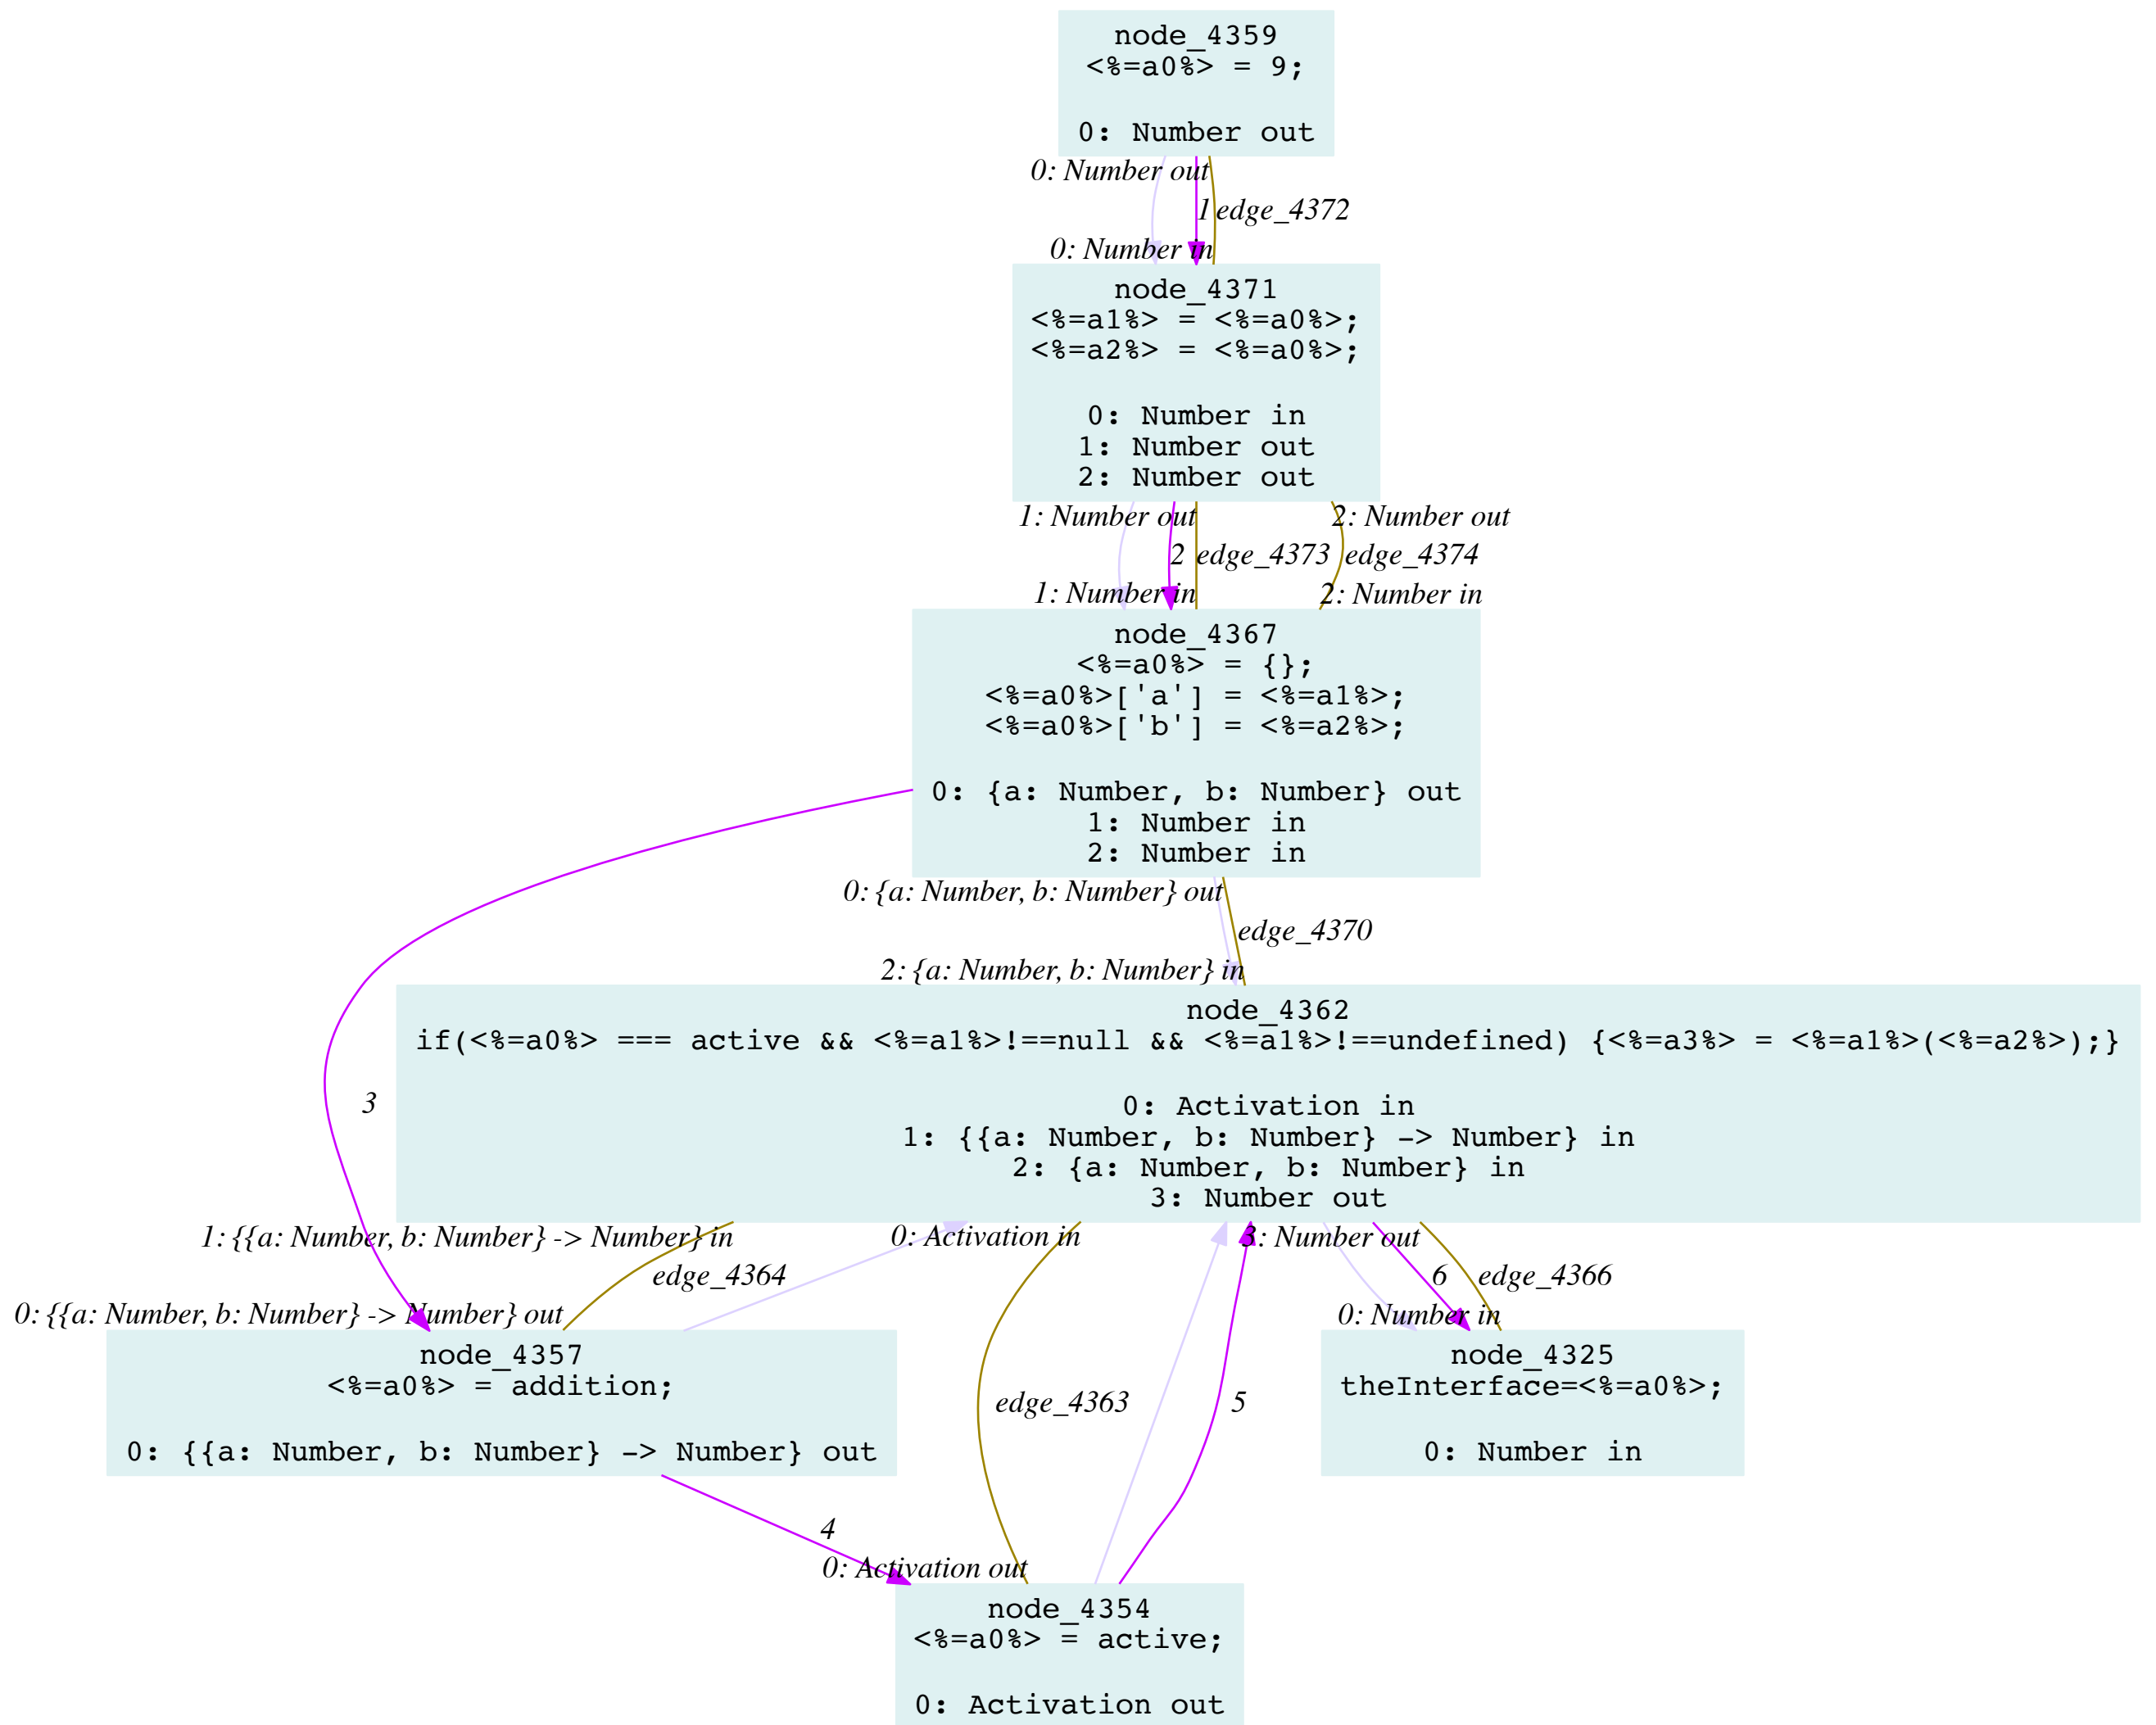 node_4359
<%=a0%> = 9;
0: Number out
0: Number out
1
edge_4372
0: Number in
node_4371
<%=a1%> = <%=a0%>;
<%=a2%> = <%=a0%>;
0: Number in
1: Number out
2: Number out
1: Number out
2: Number out
2
edge_4373
edge_4374
1: Number in
2: Number in
node_4367
<%=a0%> = {};
<%=a0%>['a'] = <%=a1%>;
<%=a0%>['b'] = <%=a2%>;
0: {a: Number, b: Number} out
1: Number in
2: Number in
0: {a: Number, b: Number} out
edge_4370
2: {a: Number, b: Number} in
node_4362
if(<%=a0%> === active && <%=a1%>!==null && <%=a1%>!==undefined) {<%=a3%> = <%=a1%>(<%=a2%>);}
3
0: Activation in
1: {{a: Number, b: Number} -> Number} in
2: {a: Number, b: Number} in
3: Number out
1: {{a: Number, b: Number} -> Number} in
0: Activation in
3: Number out
edge_4364
6
edge_4366
0: {{a: Number, b: Number} -> Number} out
0: Number in
node_4357
<%=a0%> = addition;
0: {{a: Number, b: Number} -> Number} out
edge_4363
5
node_4325
theInterface=<%=a0%>;
0: Number in
4
0: Activation out
node_4354
<%=a0%> = active;
0: Activation out